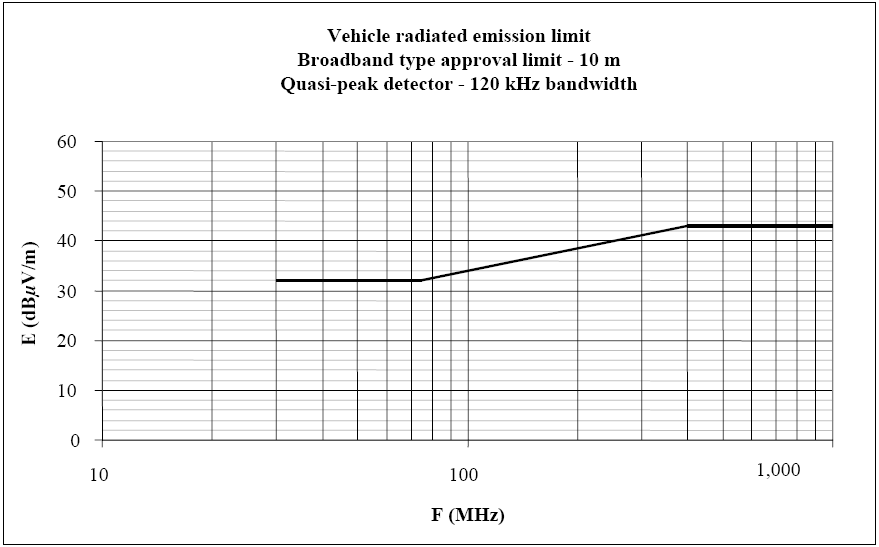 Vehicle radiated emission limit
Broadband type approval limit - 10 m
Quasi-peak detector - 120 kHz bandwidth
60
50
40
30
20
10
0
E (dBµV/m)
10
100
1,000
F (MHz)